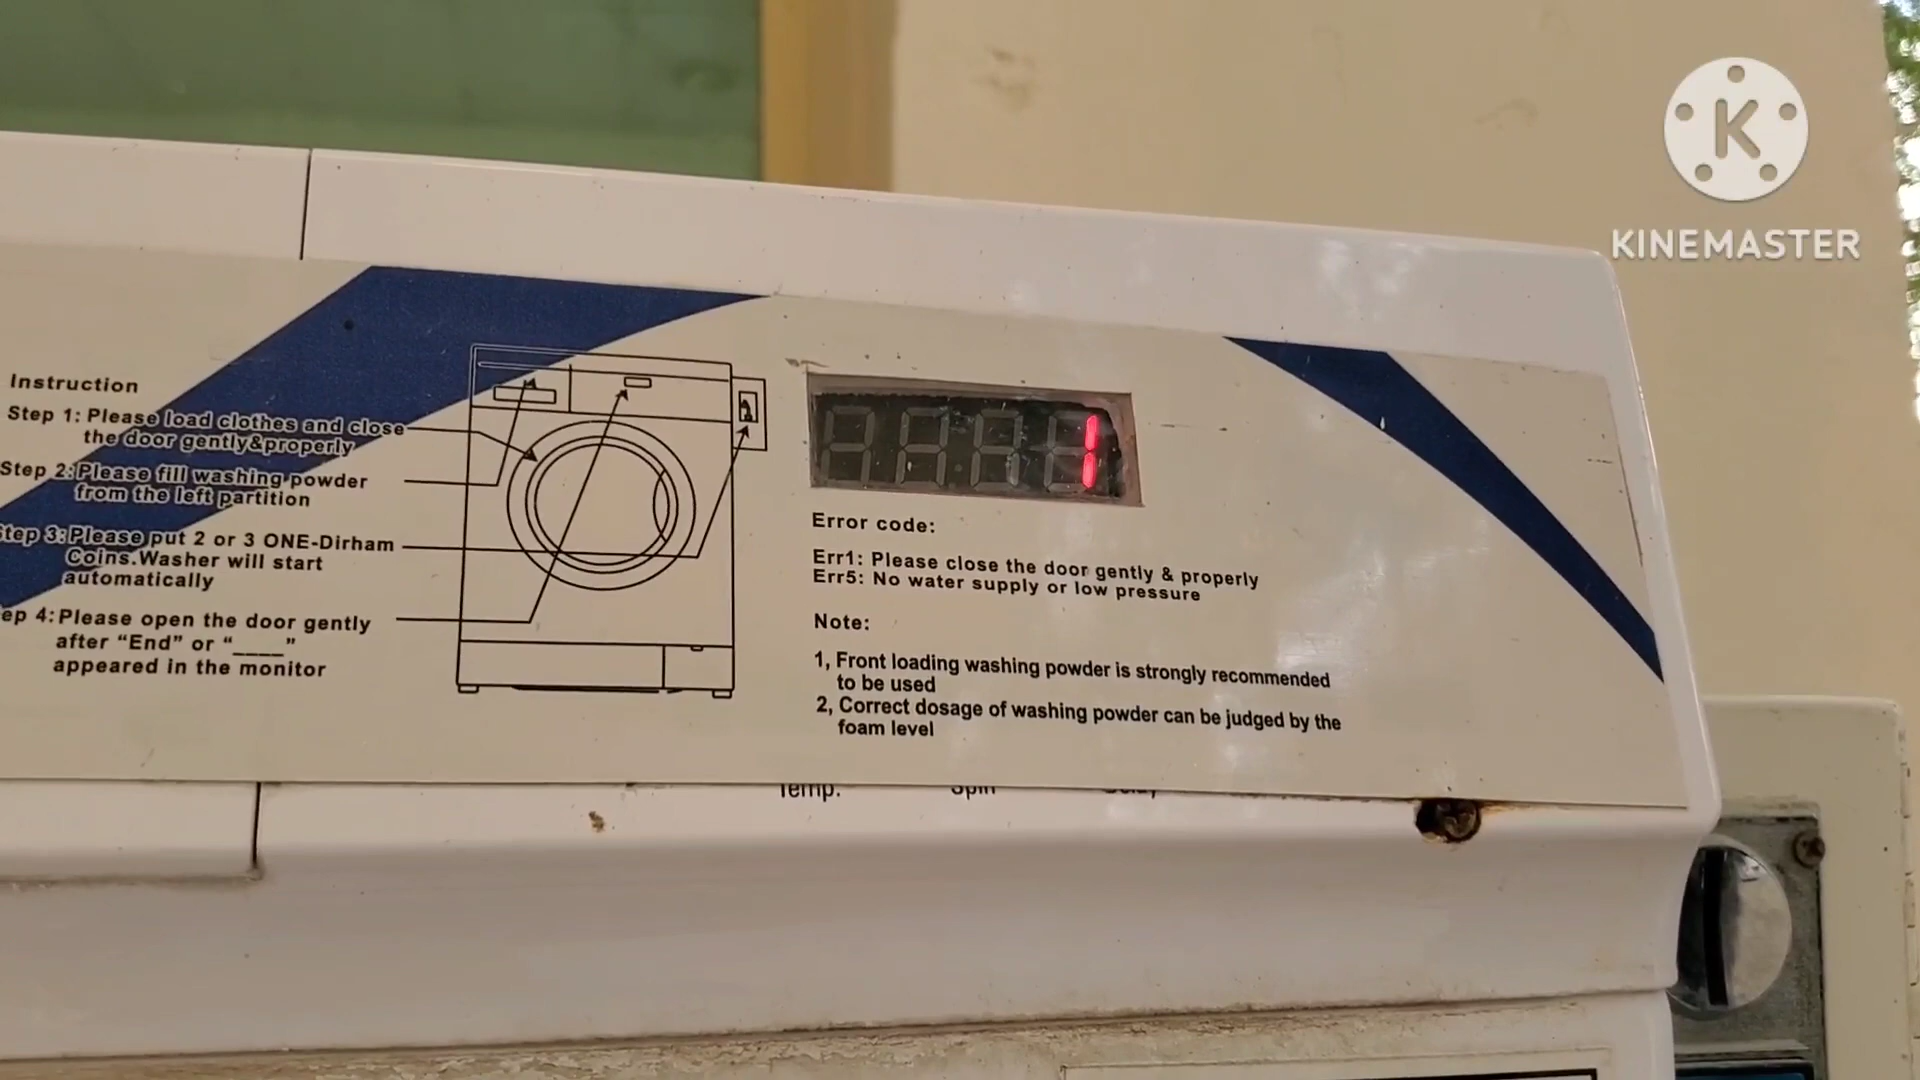 K
KINEMASTER
Instruction
Step 1: Please load clothes and close
the door gently&properly
Step 2: Please fill washing powder
from the left partition
tep 3: Please put 2 or 3 ONE-Dirham
Coins.Washer will start
automatically
ep 4: Please open the door gently
after “End” or “____”
appeared in the monitor
1
Error code:
Err1: Please close the door gently & properly
Err5: No water supply or low pressure
Note:
1, Front loading washing powder is strongly recommended
to be used
2, Correct dosage of washing powder can be judged by the
foam level
Temp. Spin